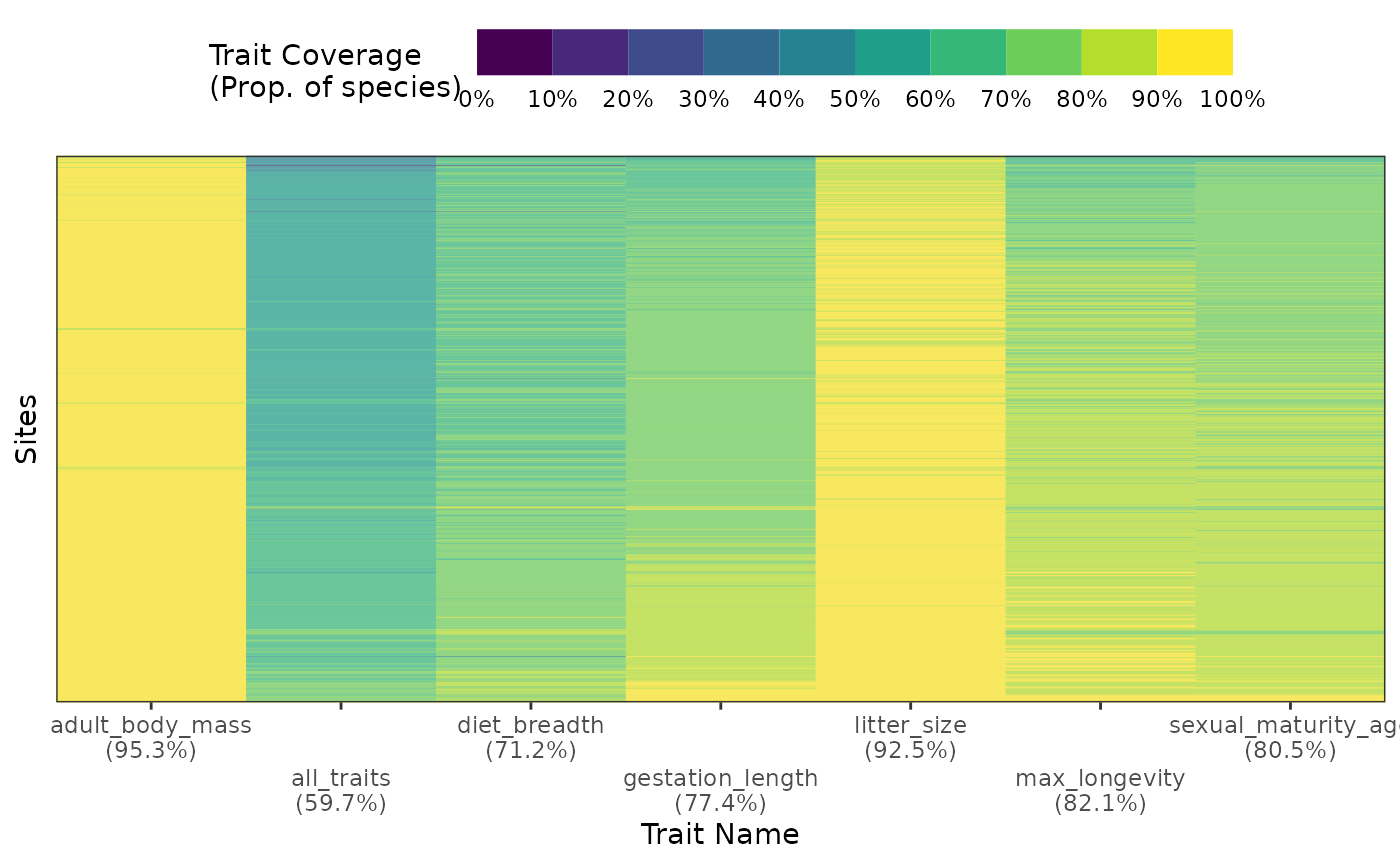 Trait Coverage
(Prop. of species)
0% 10% 20% 30% 40% 50% 60% 70% 80% 90% 100%
Sites
adult_body_mass diet_breadth litter_size sexual_maturity_ag
(95.3%) (71.2%) (92.5%) (80.5%)
all_traits gestation_length max_longevity
(59.7%) (77.4%) (82.1%)
Trait Name